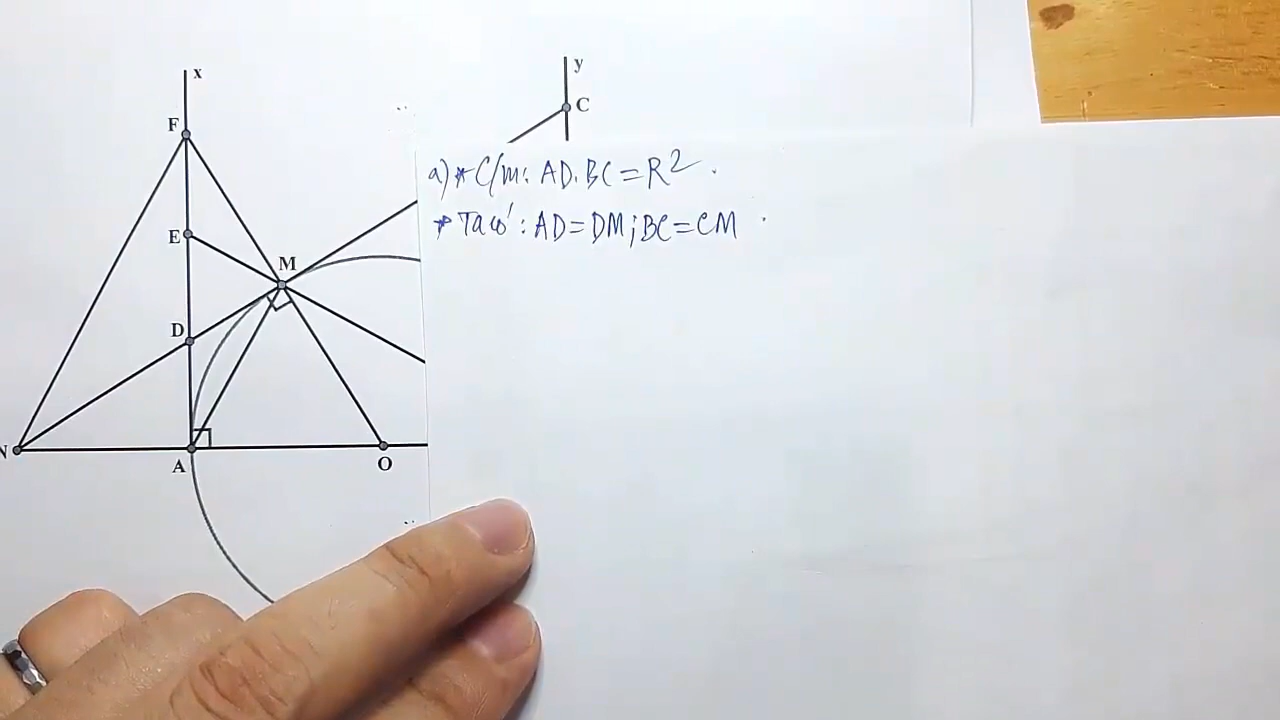 x
y
F
C
a) * C/m: AD.BC = R².
* Ta có: AD = DM; BC = CM
E
M
D
N
A
O